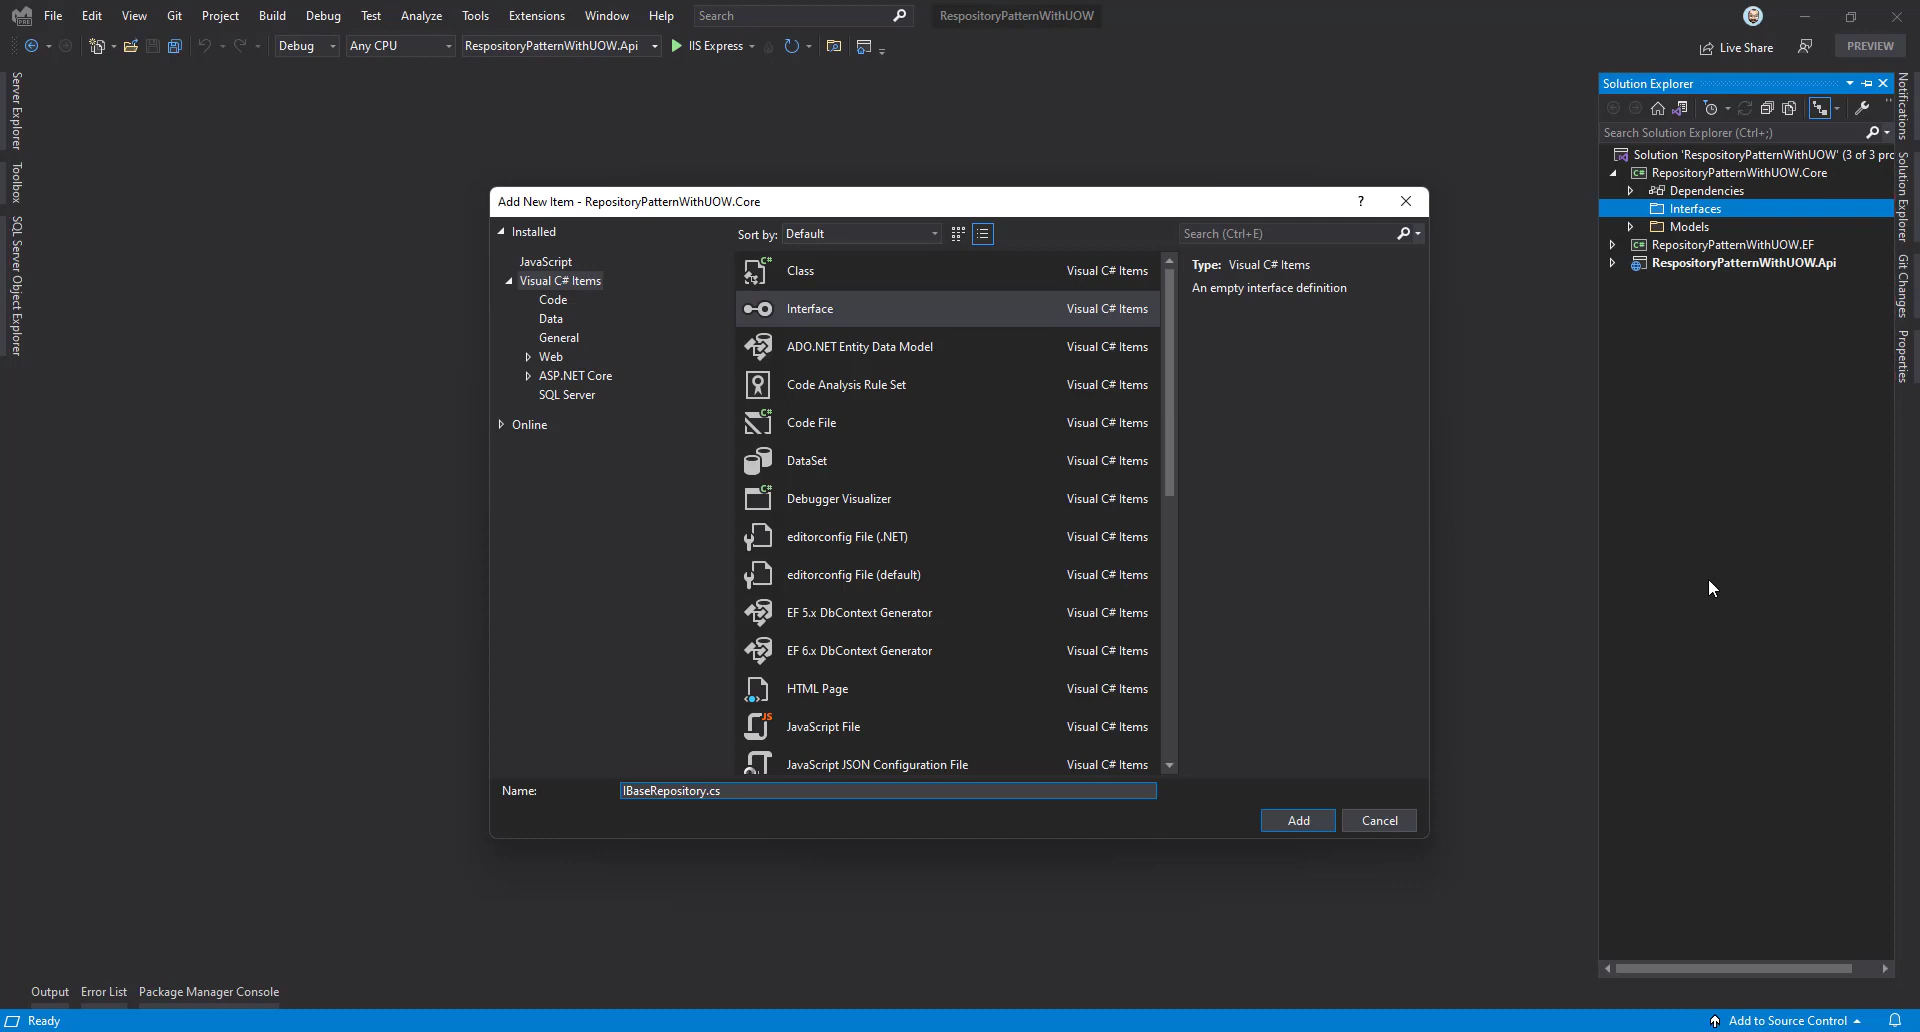 File Edit View Git Project Build Debug Test Analyze Tools Extensions Window Help Search RespositoryPatternWithUOW
Debug Any CPU RespositoryPatternWithUOW.Api IIS Express Live Share PREVIEW
Server Explorer
Toolbox
SQL Server Object Explorer
Add New Item - RepositoryPatternWithUOW.Core
Installed
JavaScript
Visual C# Items
Code
Data
General
Web
ASP.NET Core
SQL Server
Online
Sort by: Default
Search (Ctrl+E)
Class Visual C# Items
Interface Visual C# Items
ADO.NET Entity Data Model Visual C# Items
Code Analysis Rule Set Visual C# Items
Code File Visual C# Items
DataSet Visual C# Items
Debugger Visualizer Visual C# Items
editorconfig File (.NET) Visual C# Items
editorconfig File (default) Visual C# Items
EF 5.x DbContext Generator Visual C# Items
EF 6.x DbContext Generator Visual C# Items
HTML Page Visual C# Items
JavaScript File Visual C# Items
JavaScript JSON Configuration File Visual C# Items
Type: Visual C# Items
An empty interface definition
Name: IBaseRepository.cs
Add Cancel
Solution Explorer
Search Solution Explorer (Ctrl+;)
Solution 'RespositoryPatternWithUOW' (3 of 3 pro
RepositoryPatternWithUOW.Core
Dependencies
Interfaces
Models
RepositoryPatternWithUOW.EF
RespositoryPatternWithUOW.Api
Notifications
Solution Explorer
Git Changes
Properties
Output Error List Package Manager Console
Ready Add to Source Control